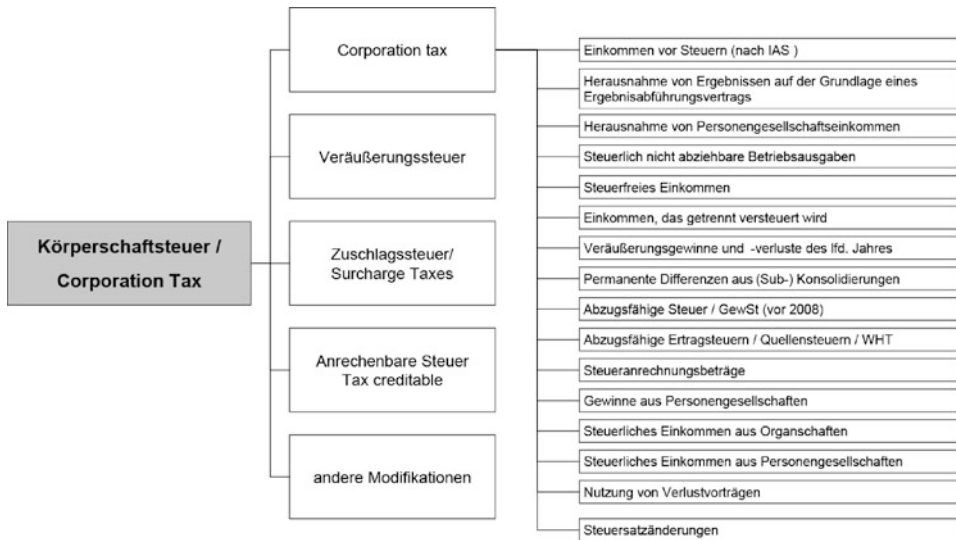 Körperschaftsteuer /
Corporation Tax
Corporation tax
Veräußerungssteuer
Zuschlagssteuer/
Surcharge Taxes
Anrechenbare Steuer
Tax creditable
andere Modifikationen
Einkommen vor Steuern (nach IAS )
Herausnahme von Ergebnissen auf der Grundlage eines
Ergebnisabführungsvertrags
Herausnahme von Personengesellschaftseinkommen
Steuerlich nicht abziehbare Betriebsausgaben
Steuerfreies Einkommen
Einkommen, das getrennt versteuert wird
Veräußerungsgewinne und -verluste des lfd. Jahres
Permanente Differenzen aus (Sub-) Konsolidierungen
Abzugsfähige Steuer / GewSt (vor 2008)
Abzugsfähige Ertragsteuern / Quellensteuern / WHT
Steueranrechnungsbeträge
Gewinne aus Personengesellschaften
Steuerliches Einkommen aus Organschaften
Steuerliches Einkommen aus Personengesellschaften
Nutzung von Verlustvorträgen
Steuersatzänderungen